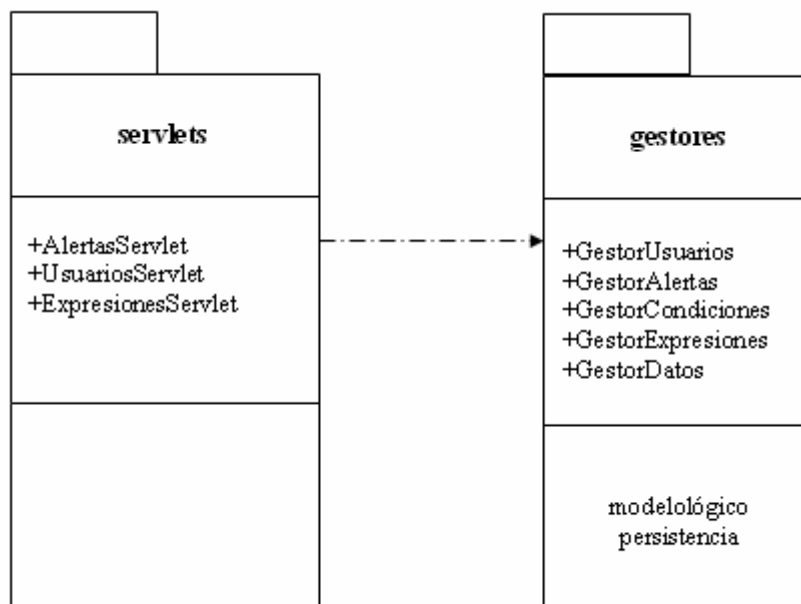 servlets
+AlertasServlet
+UsuariosServlet
+ExpresionesServlet
gestores
+GestorUsuarios
+GestorAlertas
+GestorCondiciones
+GestorExpresiones
+GestorDatos
modelológico
persistencia